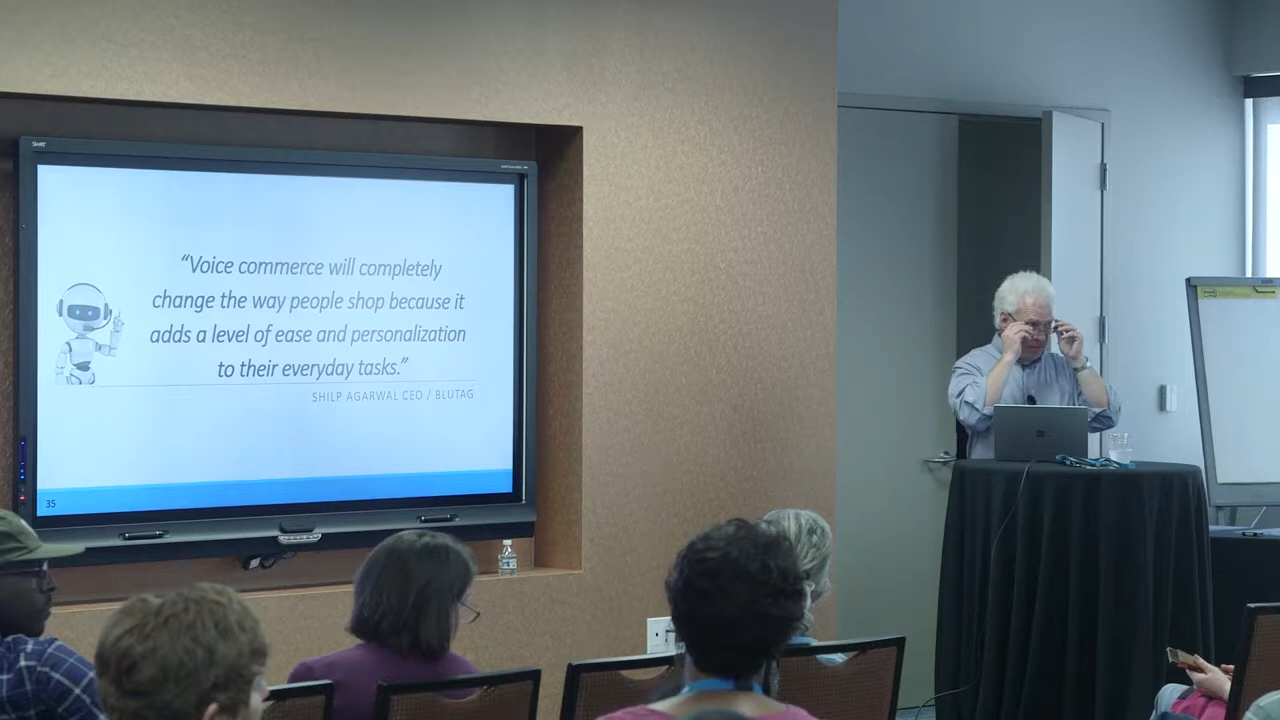 SMART
“Voice commerce will completely
change the way people shop because it
adds a level of ease and personalization
to their everyday tasks.”
SHILP AGARWAL CEO / BLUTAG
35